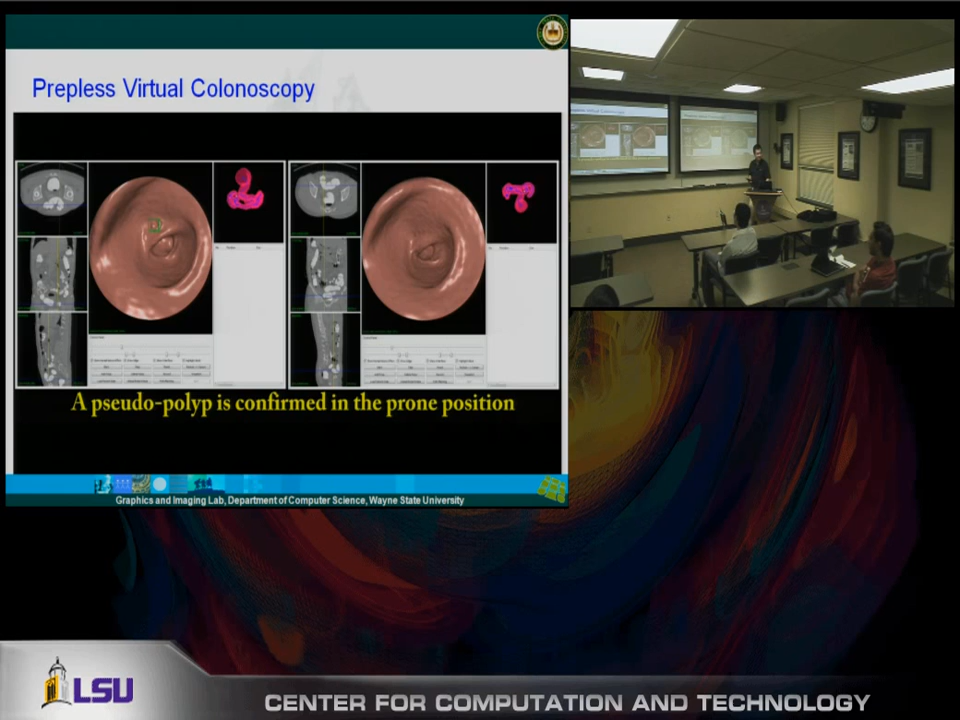 Prepless Virtual Colonoscopy
A pseudo-polyp is confirmed in the prone position
Graphics and Imaging Lab, Department of Computer Science, Wayne State University
LSU
CENTER FOR COMPUTATION AND TECHNOLOGY